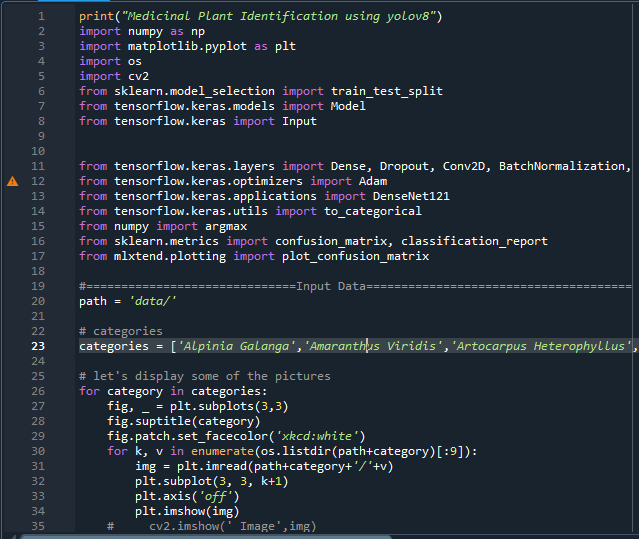 1 print("Medicinal Plant Identification using yolov8")
2 import numpy as np
3 import matplotlib.pyplot as plt
4 import os
5 import cv2
6 from sklearn.model_selection import train_test_split
7 from tensorflow.keras.models import Model
8 from tensorflow.keras import Input
9
10
11 from tensorflow.keras.layers import Dense, Dropout, Conv2D, BatchNormalization,
12 from tensorflow.keras.optimizers import Adam
13 from tensorflow.keras.applications import DenseNet121
14 from tensorflow.keras.utils import to_categorical
15 from numpy import argmax
16 from sklearn.metrics import confusion_matrix, classification_report
17 from mlxtend.plotting import plot_confusion_matrix
18
19 #==============================Input Data======================================
20 path = 'data/'
21
22 # categories
23 categories = ['Alpinia Galanga','Amaranthus Viridis','Artocarpus Heterophyllus',
24
25 # let's display some of the pictures
26 for category in categories:
27     fig, _ = plt.subplots(3,3)
28     fig.suptitle(category)
29     fig.patch.set_facecolor('xkcd:white')
30     for k, v in enumerate(os.listdir(path+category)[:9]):
31         img = plt.imread(path+category+'/'+v)
32         plt.subplot(3, 3, k+1)
33         plt.axis('off')
34         plt.imshow(img)
35     #     cv2.imshow(' Image',img)